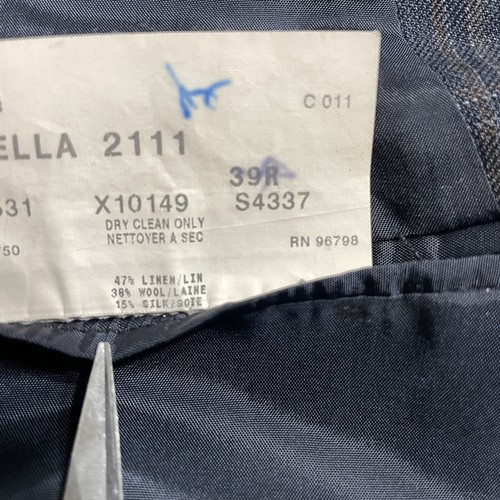 C 011
ELLA 2111
39R
531 X10149 S4337
DRY CLEAN ONLY
NETTOYER A SEC
750
RN 96798
47% LINEN/LIN
38% WOOL/LAINE
15% SILK/SOIE